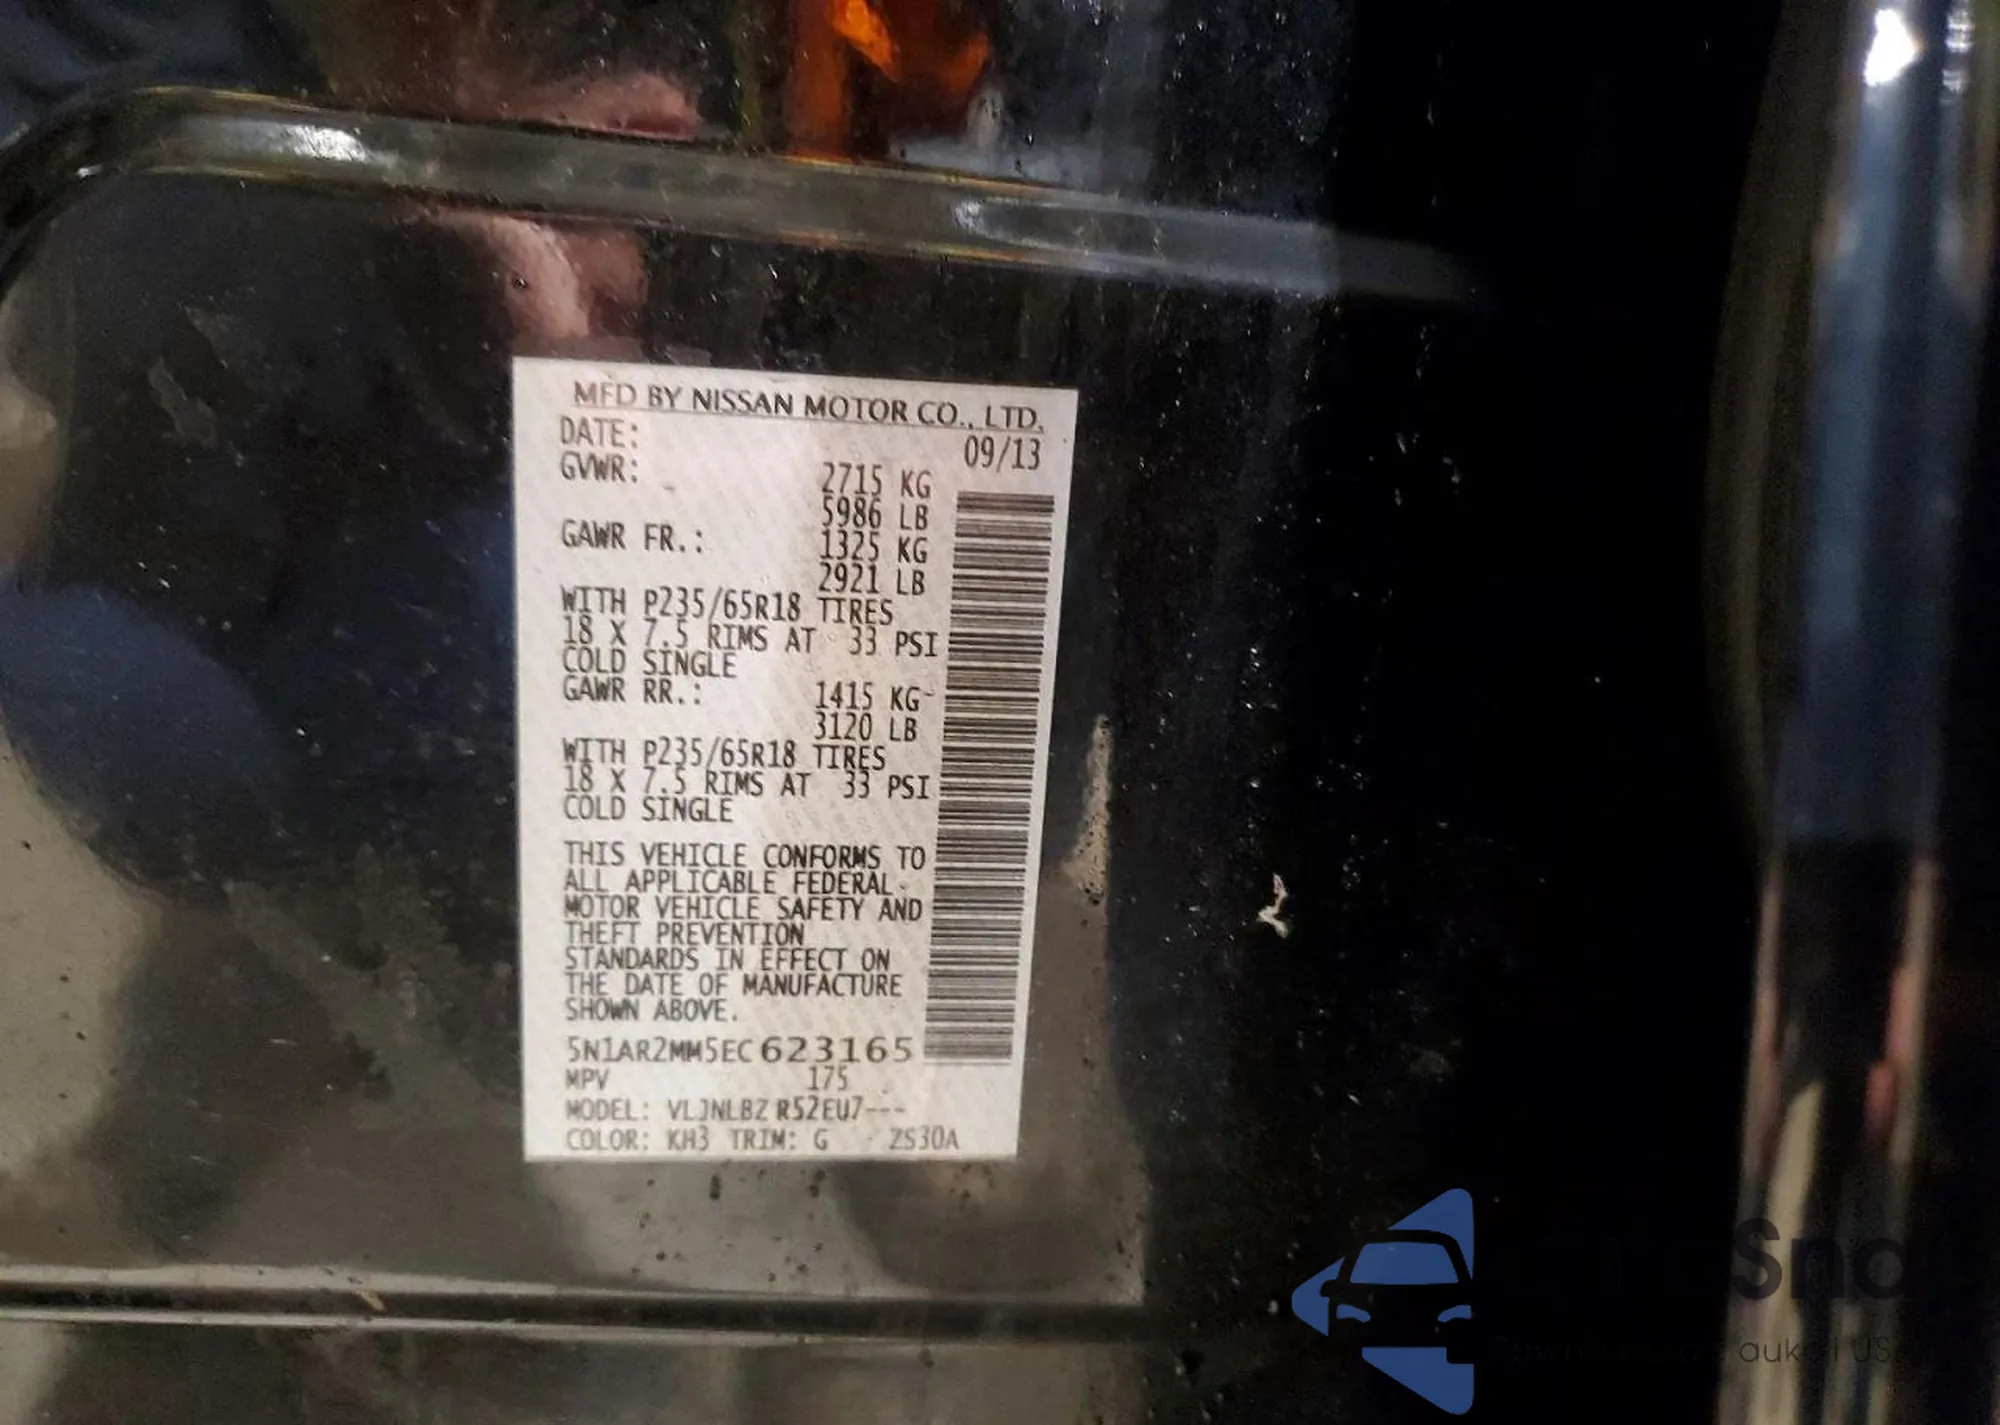 MFD BY NISSAN MOTOR CO., LTD.
DATE: 09/13
GVWR: 2715 KG
5986 LB
GAWR FR.: 1325 KG
2921 LB
WITH P235/65R18 TIRES
18 X 7.5 RIMS AT 33 PSI
COLD SINGLE
GAWR RR.: 1415 KG
3120 LB
WITH P235/65R18 TIRES
18 X 7.5 RIMS AT 33 PSI
COLD SINGLE
THIS VEHICLE CONFORMS TO
ALL APPLICABLE FEDERAL
MOTOR VEHICLE SAFETY AND
THEFT PREVENTION
STANDARDS IN EFFECT ON
THE DATE OF MANUFACTURE
SHOWN ABOVE.
5N1AR2MM5EC623165
MPV 175
MODEL: VLJNLBZ R52EU7---
COLOR: KH3 TRIM: G ZS30A